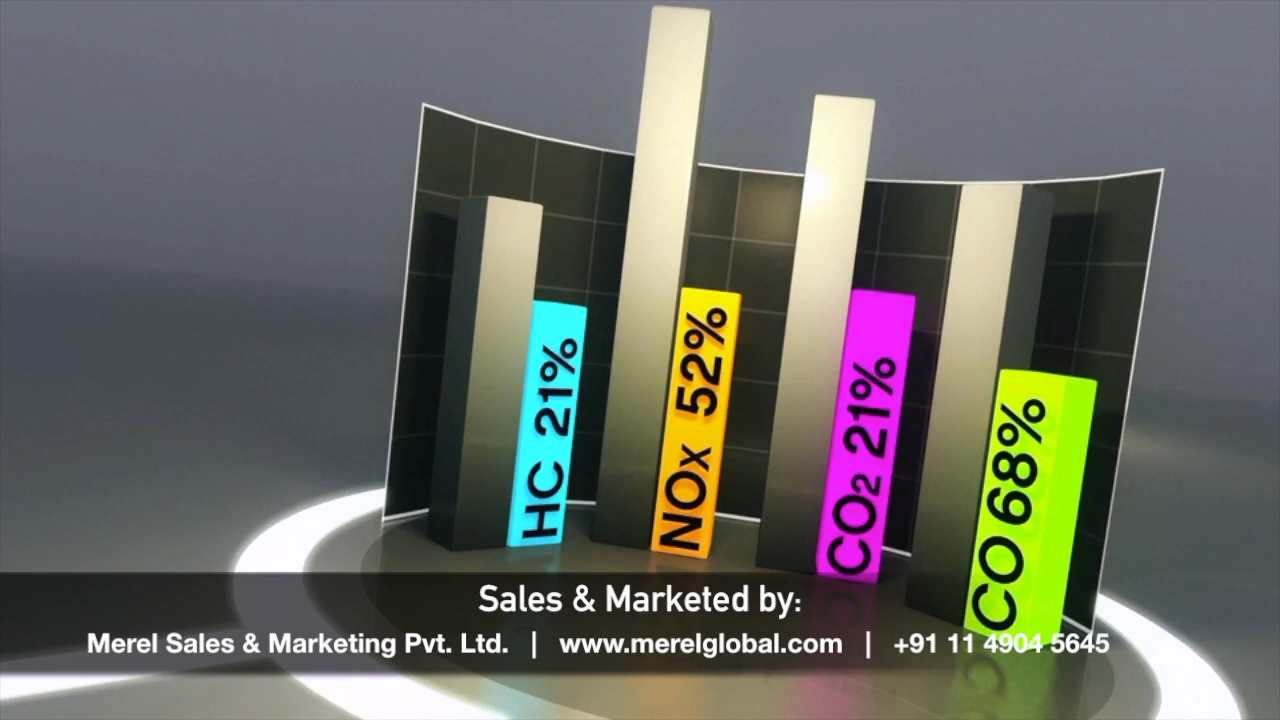 HC 21%
NOx 52%
CO₂ 21%
CO 68%
Sales & Marketed by:
Merel Sales & Marketing Pvt. Ltd. | www.merelglobal.com | +91 11 4904 5645